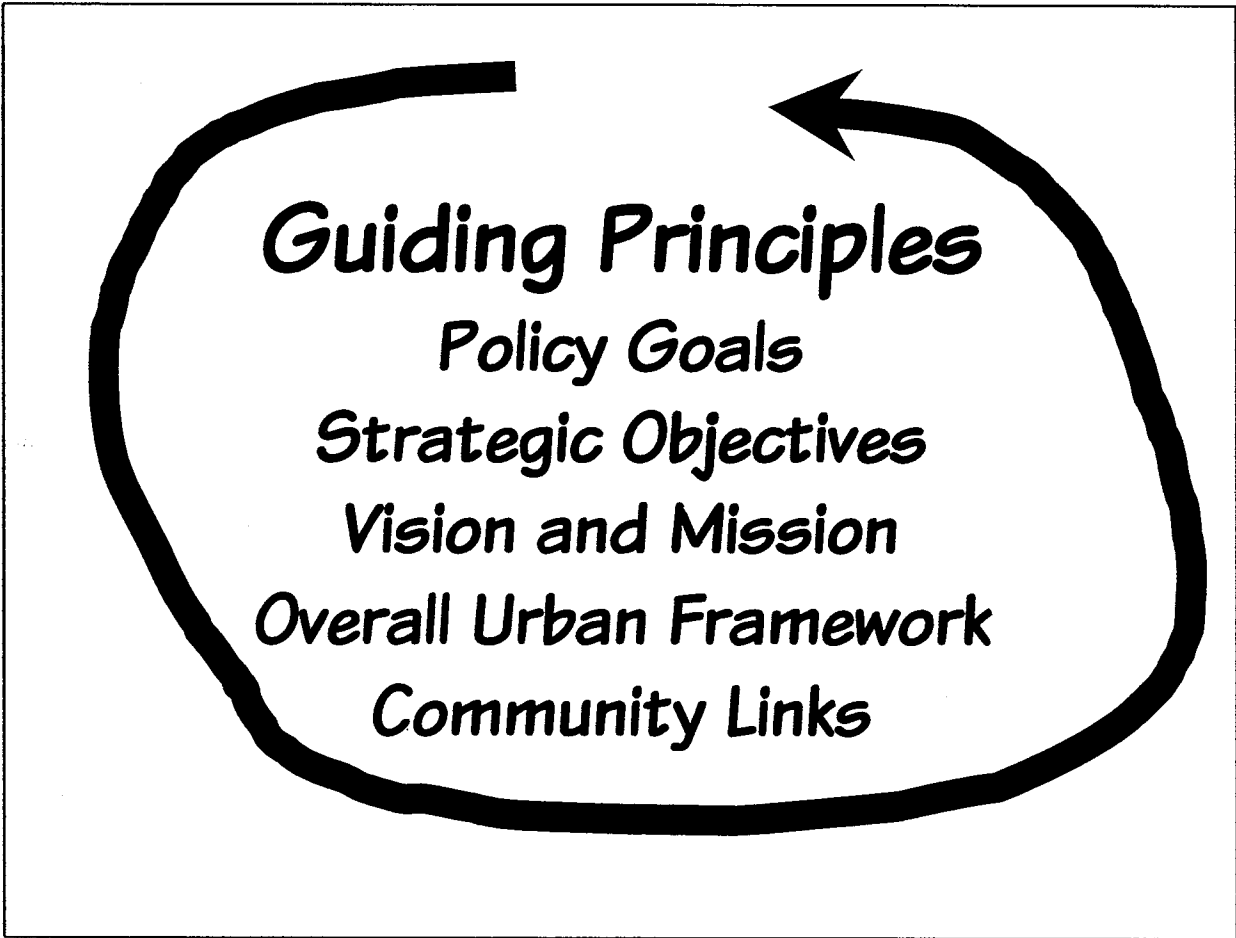 Guiding Principles
Policy Goals
Strategic Objectives
Vision and Mission
Overall Urban Framework
Community Links